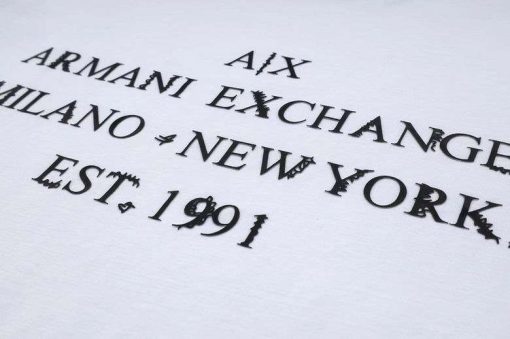 A|X
ARMANI EXCHANGE
MILANO - NEW YORK,
EST. 1991